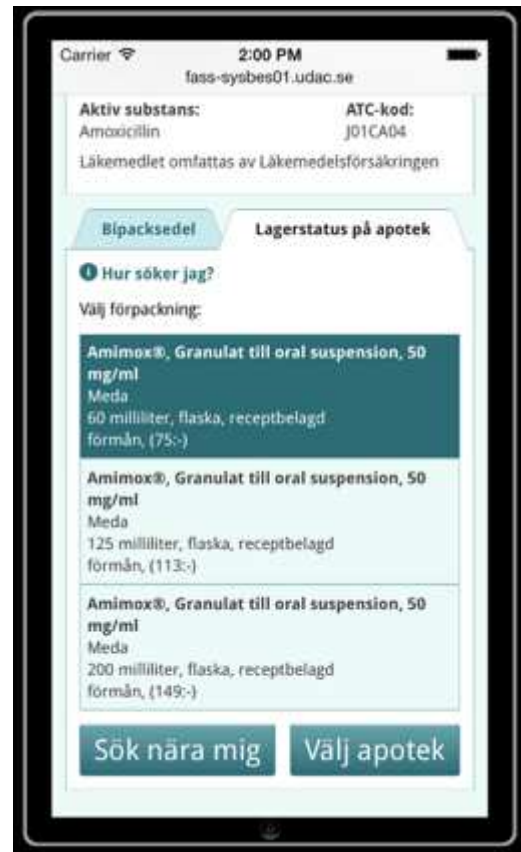 Carrier 2:00 PM
fass-sysbes01.udac.se
Aktiv substans: ATC-kod:
Amoxicillin J01CA04
Läkemedlet omfattas av Läkemedelsförsäkringen
Bipacksedel Lagerstatus på apotek
Hur söker jag?
Välj förpackning:
Amimox®, Granulat till oral suspension, 50
mg/ml
Meda
60 milliliter, flaska, receptbelagd
förmån, (75:-)
Amimox®, Granulat till oral suspension, 50
mg/ml
Meda
125 milliliter, flaska, receptbelagd
förmån, (113:-)
Amimox®, Granulat till oral suspension, 50
mg/ml
Meda
200 milliliter, flaska, receptbelagd
förmån, (149:-)
Sök nära mig Välj apotek